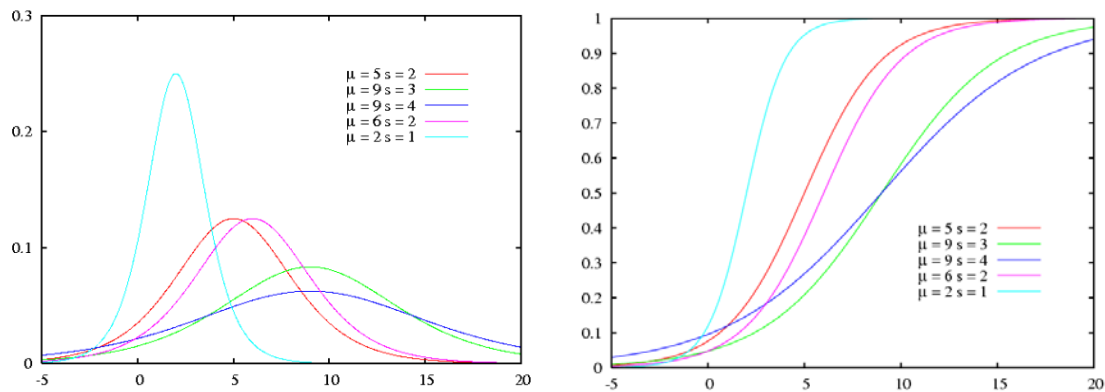 0.3
0.2
0.1
0
-5 0 5 10 15 20
μ = 5 s = 2
μ = 9 s = 3
μ = 9 s = 4
μ = 6 s = 2
μ = 2 s = 1
1
0.9
0.8
0.7
0.6
0.5
0.4
0.3
0.2
0.1
0
-5 0 5 10 15 20
μ = 5 s = 2
μ = 9 s = 3
μ = 9 s = 4
μ = 6 s = 2
μ = 2 s = 1